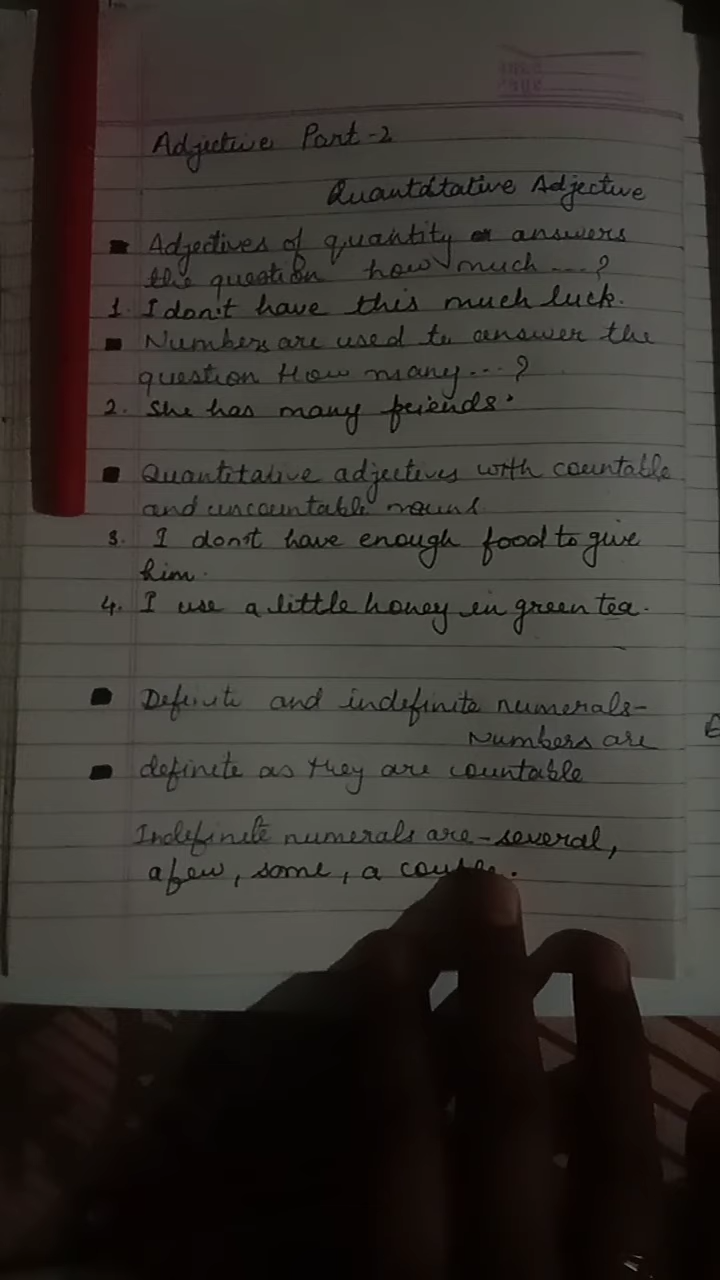 Adjective Part-2
Quantitative Adjective
Adjectives of quantity answers
the question how much....?
1. I don't have this much luck.
Numbers are used to answer the
question How many...?
2. She has many friends.
Quantitative adjectives with countable
and uncountable nouns
3. I don't have enough food to give
him.
4. I use a little honey in green tea.
Definite and indefinite numerals-
Numbers are
definite as they are countable
Indefinite numerals are-several,
a few, some, a couple.